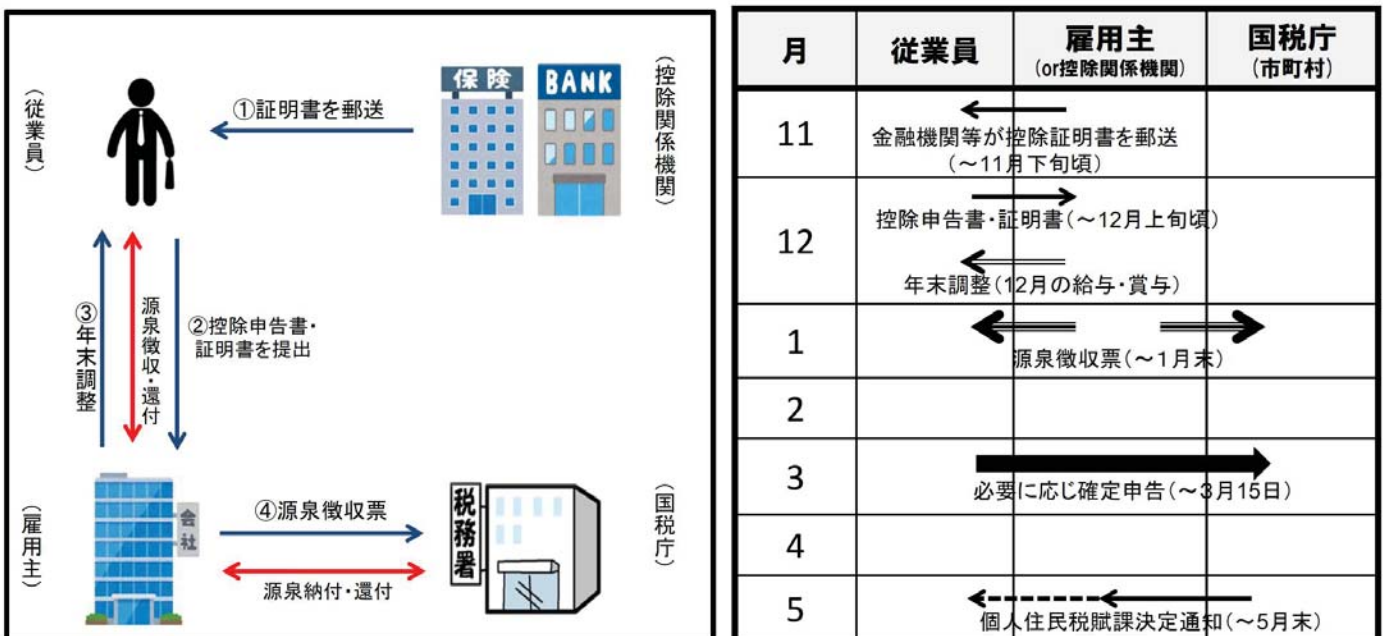 （従業員）
①証明書を郵送
保険
BANK
（控除関係機関）
③年末調整
源泉徴収・還付
②控除申告書・
証明書を提出
（雇用主）
会社
④源泉徴収票
源泉納付・還付
税務署
（国税庁）
月
従業員
雇用主
(or控除関係機関)
国税庁
(市町村)
11
金融機関等が控除証明書を郵送
(～11月下旬頃)
12
控除申告書・証明書(～12月上旬頃)
年末調整(12月の給与・賞与)
1
源泉徴収票(～1月末)
2
3
必要に応じ確定申告(～3月15日)
4
5
個人住民税賦課決定通知(～5月末)